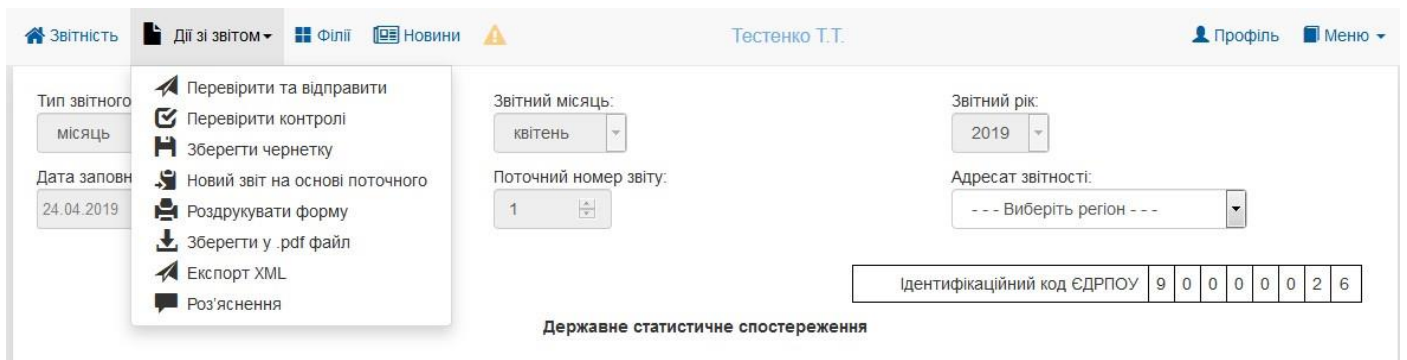 Звітність Дії зі звітом Філії Новини Тестенко Т.Т. Профіль Меню
Перевірити та відправити
Перевірити контролі
Зберегти чернетку
Новий звіт на основі поточного
Роздрукувати форму
Зберегти у .pdf файл
Експорт XML
Роз'яснення
Тип звітного Звітний місяць: Звітний рік:
місяць квітень 2019
Дата заповн Поточний номер звіту: Адресат звітності:
24.04.2019 1 - - - Виберіть регіон - - -
Ідентифікаційний код ЄДРПОУ 9 0 0 0 0 0 2 6
Державне статистичне спостереження